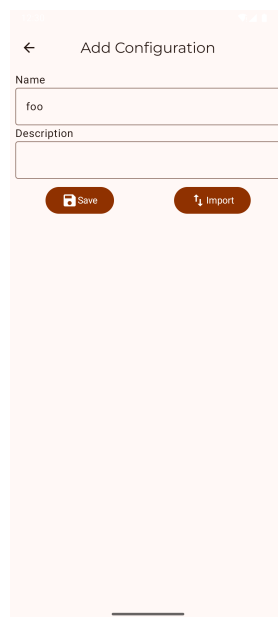 Add Configuration
Name
foo
Description
Save
Import